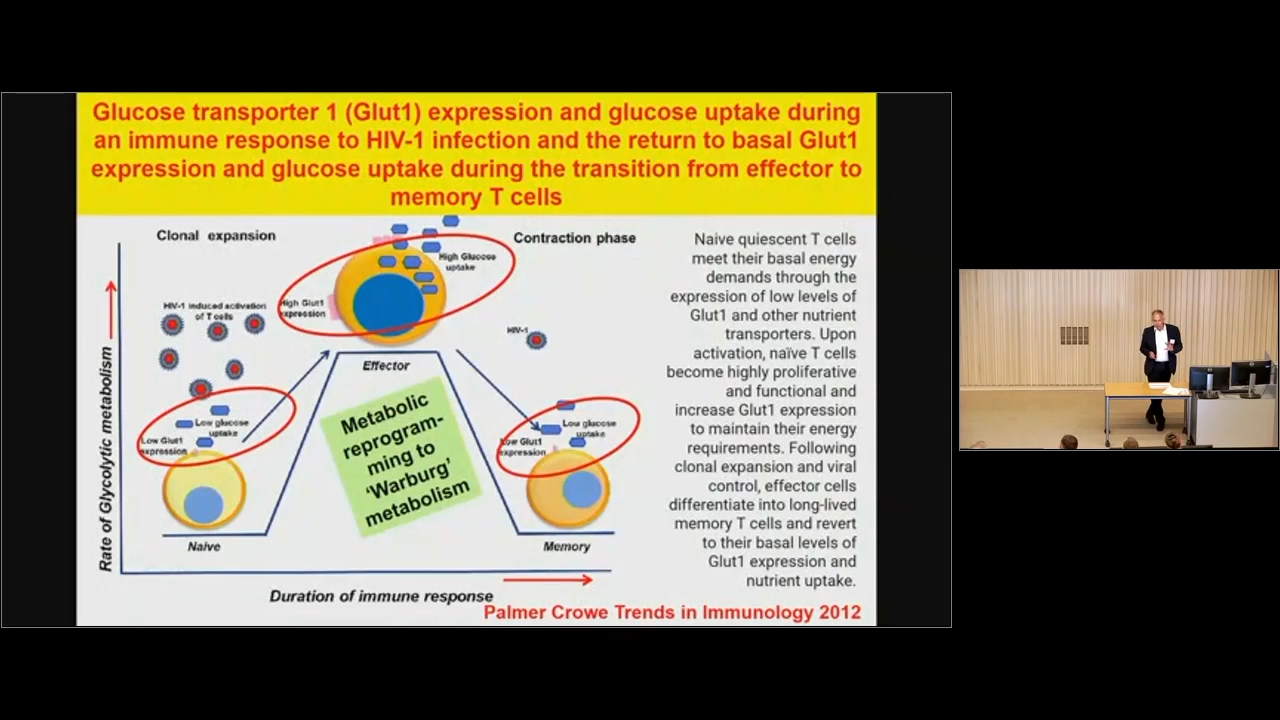 Glucose transporter 1 (Glut1) expression and glucose uptake during
an immune response to HIV-1 infection and the return to basal Glut1
expression and glucose uptake during the transition from effector to
memory T cells
Clonal expansion
Contraction phase
High Glucose
uptake
High Glut1
expression
HIV-1 induced activation
of T cells
HIV-1
Effector
Low glucose
uptake
Low Glut1
expression
Low glucose
uptake
Low Glut1
expression
Metabolic
reprogram-
ming to
‘Warburg’
metabolism
Naive
Memory
Rate of Glycolytic metabolism
Duration of immune response
Naive quiescent T cells
meet their basal energy
demands through the
expression of low levels of
Glut1 and other nutrient
transporters. Upon
activation, naïve T cells
become highly proliferative
and functional and
increase Glut1 expression
to maintain their energy
requirements. Following
clonal expansion and viral
control, effector cells
differentiate into long-lived
memory T cells and revert
to their basal levels of
Glut1 expression and
nutrient uptake.
Palmer Crowe Trends in Immunology 2012